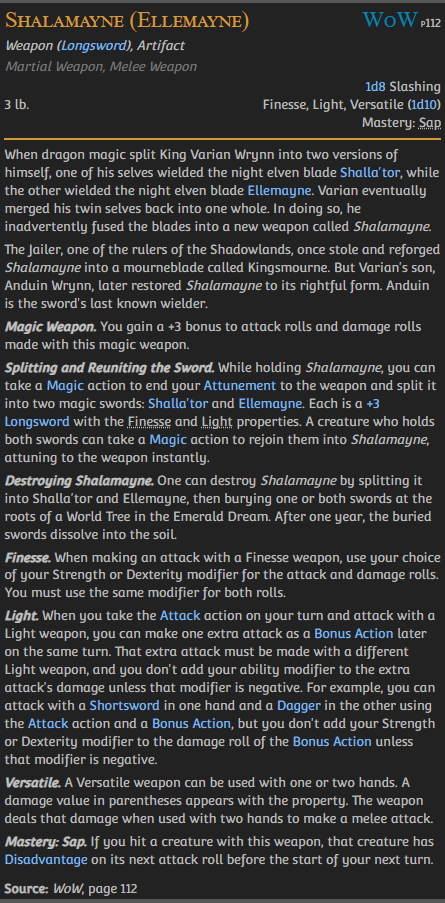 Shalamayne (Ellemayne) WoW p112
Weapon (Longsword), Artifact
Martial Weapon, Melee Weapon
1d8 Slashing
3 lb. Finesse, Light, Versatile (1d10)
Mastery: Sap
When dragon magic split King Varian Wrynn into two versions of
himself, one of his selves wielded the night elven blade Shalla'tor, while
the other wielded the night elven blade Ellemayne. Varian eventually
merged his twin selves back into one whole. In doing so, he
inadvertently fused the blades into a new weapon called Shalamayne.
The Jailer, one of the rulers of the Shadowlands, once stole and reforged
Shalamayne into a mourneblade called Kingsmourne. But Varian's son,
Anduin Wrynn, later restored Shalamayne to its rightful form. Anduin
is the sword's last known wielder.
Magic Weapon. You gain a +3 bonus to attack rolls and damage rolls
made with this magic weapon.
Splitting and Reuniting the Sword. While holding Shalamayne, you can
take a Magic action to end your Attunement to the weapon and split it
into two magic swords: Shalla'tor and Ellemayne. Each is a +3
Longsword with the Finesse and Light properties. A creature who holds
both swords can take a Magic action to rejoin them into Shalamayne,
attuning to the weapon instantly.
Destroying Shalamayne. One can destroy Shalamayne by splitting it
into Shalla'tor and Ellemayne, then burying one or both swords at the
roots of a World Tree in the Emerald Dream. After one year, the buried
swords dissolve into the soil.
Finesse. When making an attack with a Finesse weapon, use your choice
of your Strength or Dexterity modifier for the attack and damage rolls.
You must use the same modifier for both rolls.
Light. When you take the Attack action on your turn and attack with a
Light weapon, you can make one extra attack as a Bonus Action later
on the same turn. That extra attack must be made with a different
Light weapon, and you don't add your ability modifier to the extra
attack's damage unless that modifier is negative. For example, you can
attack with a Shortsword in one hand and a Dagger in the other using
the Attack action and a Bonus Action, but you don't add your Strength
or Dexterity modifier to the damage roll of the Bonus Action unless
that modifier is negative.
Versatile. A Versatile weapon can be used with one or two hands. A
damage value in parentheses appears with the property. The weapon
deals that damage when used with two hands to make a melee attack.
Mastery: Sap. If you hit a creature with this weapon, that creature has
Disadvantage on its next attack roll before the start of your next turn.
Source: WoW, page 112